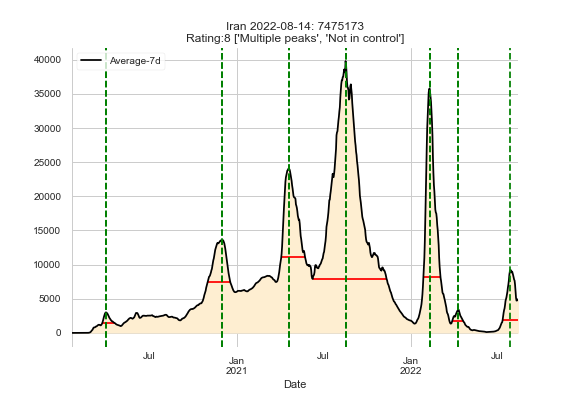 Iran 2022-08-14: 7475173
Rating:8 ['Multiple peaks', 'Not in control']
Average-7d
40000
35000
30000
25000
20000
15000
10000
5000
0
Jul
Jan
2021
Jul
Jan
2022
Jul
Date